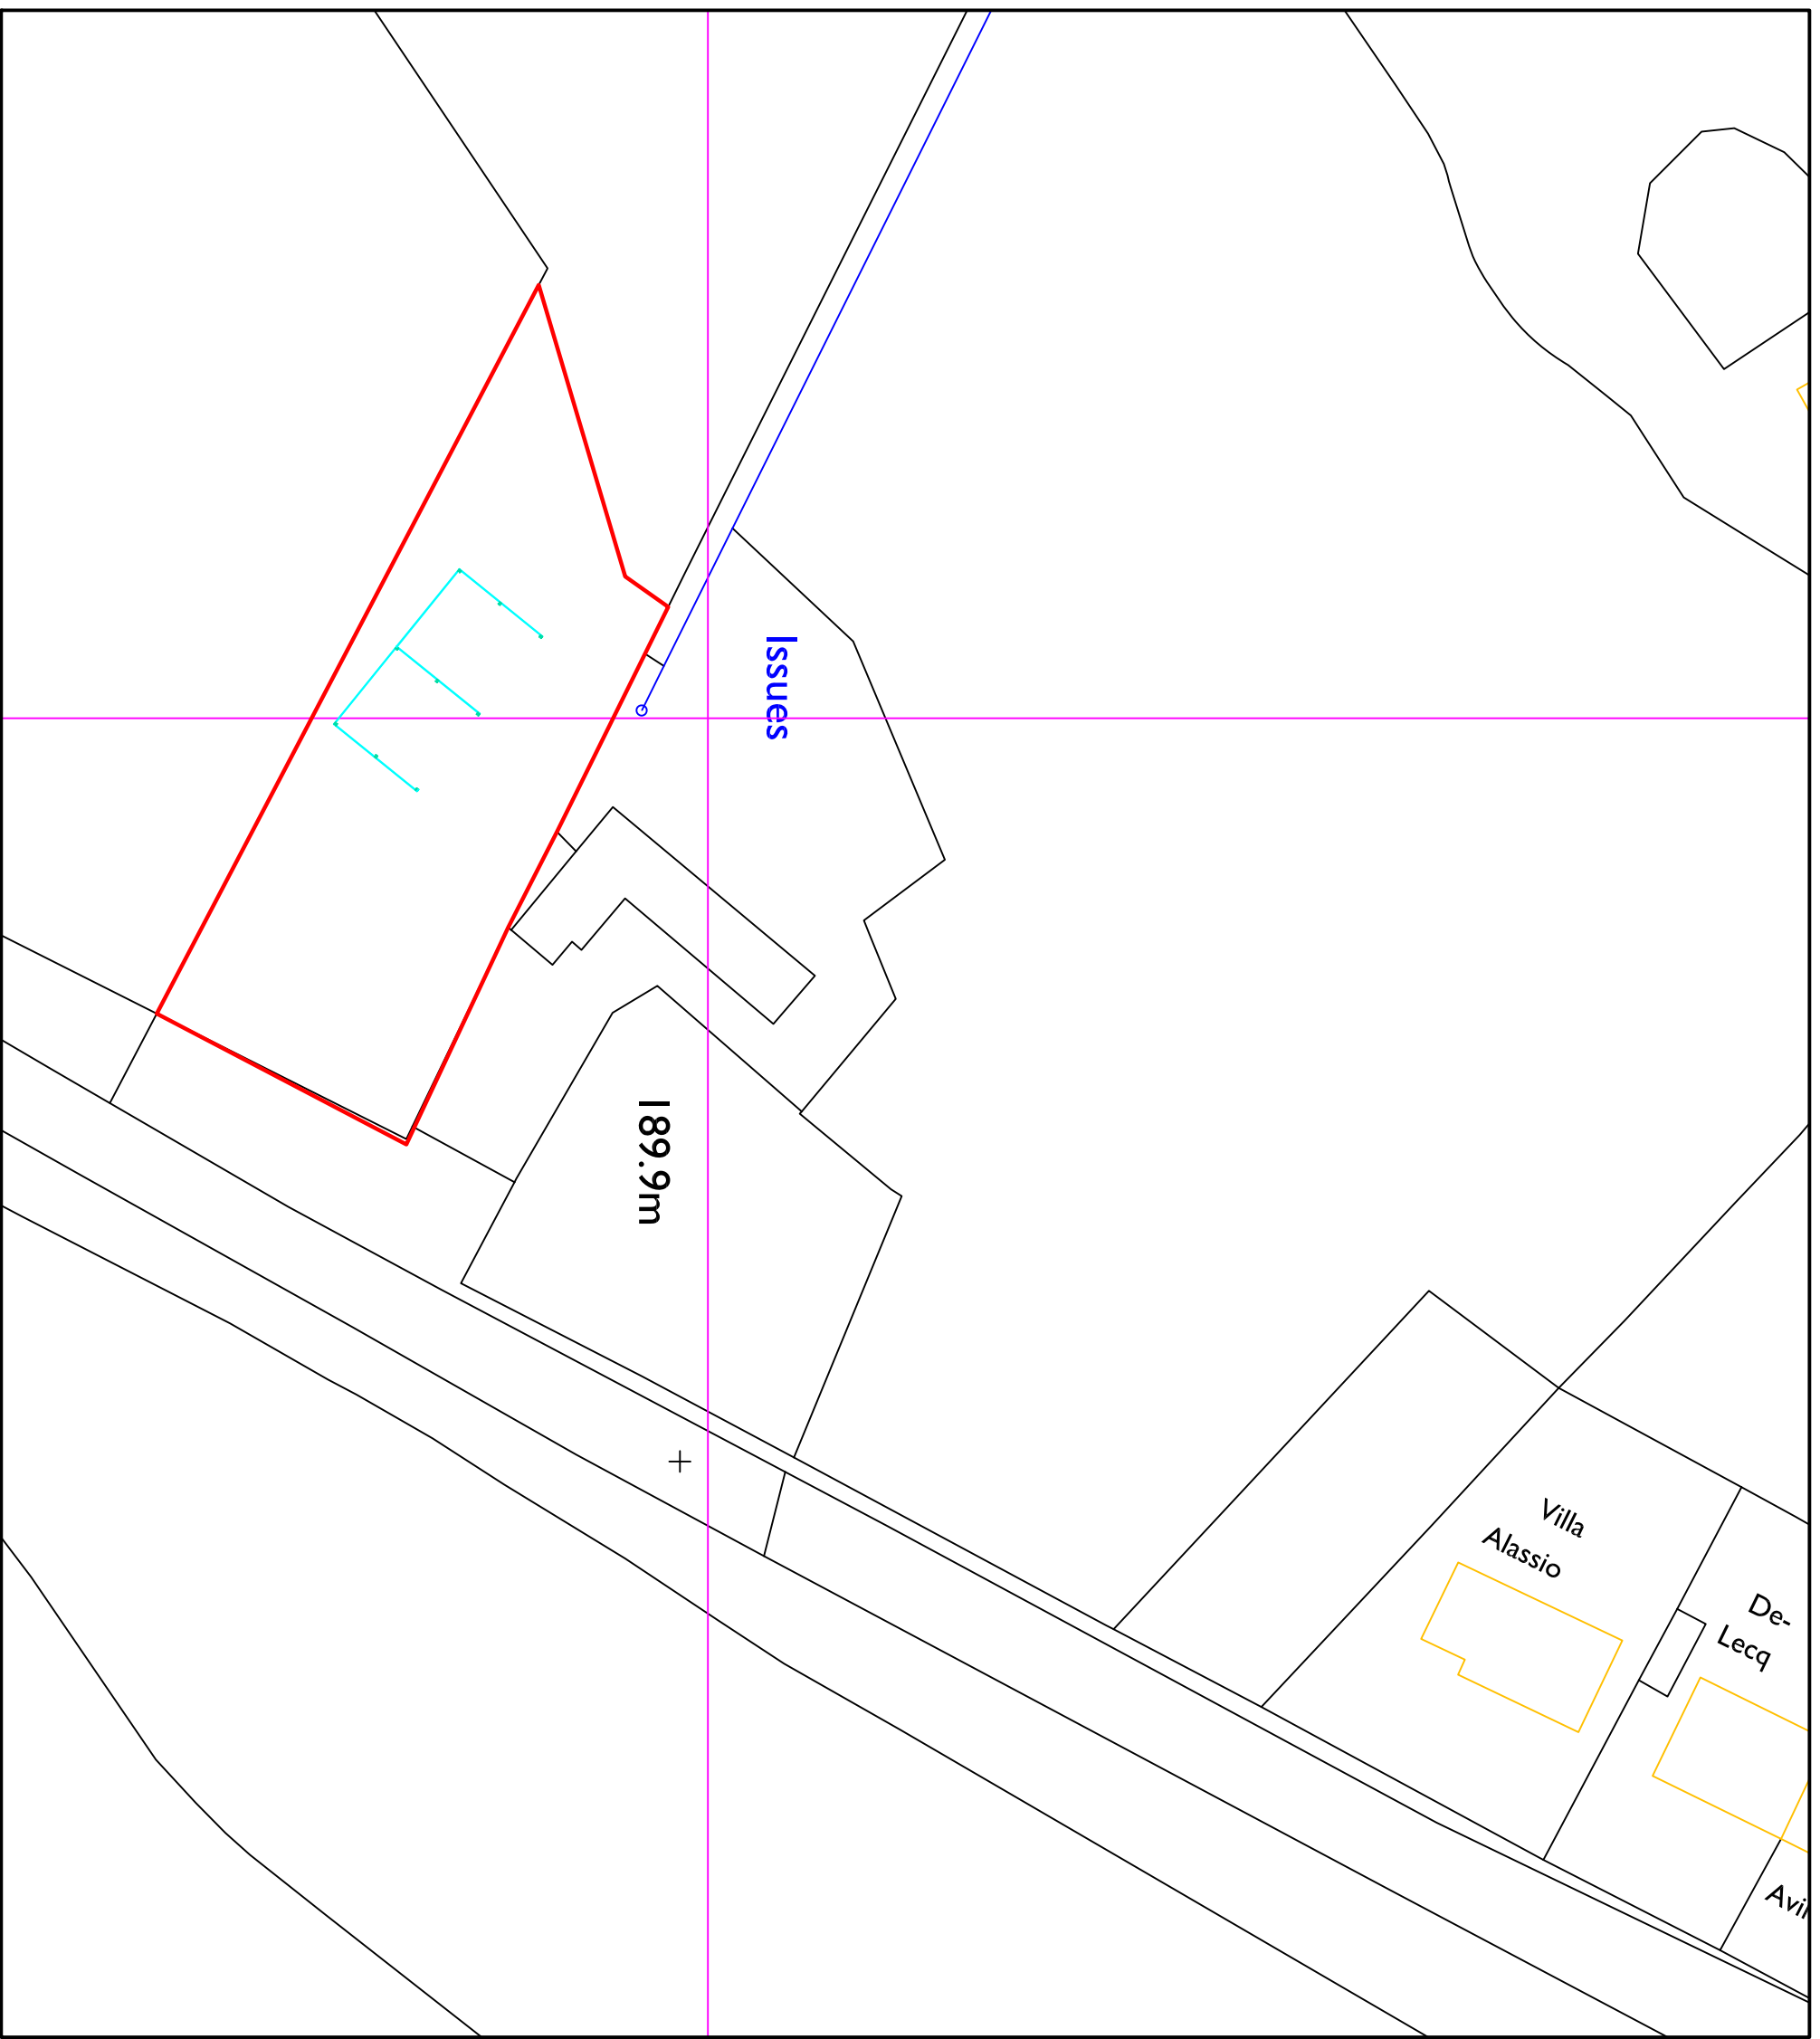 Issues
189.9m
Villa
Alassio
De-
Lecq